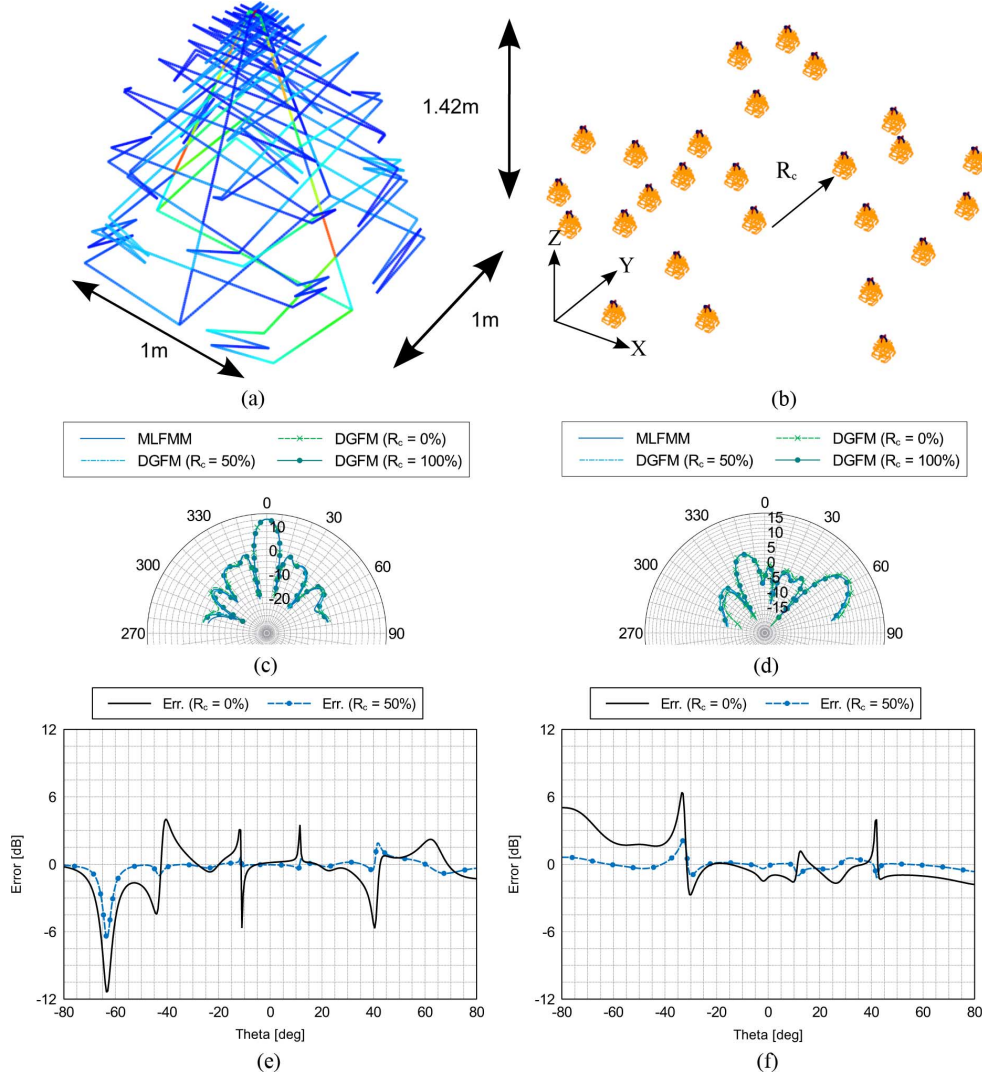 1.42m
1m
1m
(a)
R_c
Z
Y
X
(b)
MLFMM
DGFM (R_c = 0%)
DGFM (R_c = 50%)
DGFM (R_c = 100%)
MLFMM
DGFM (R_c = 0%)
DGFM (R_c = 50%)
DGFM (R_c = 100%)
0
330
30
300
60
270
90
10
0
-10
-20
(c)
0
330
30
300
60
270
90
15
10
5
0
-5
-10
-15
(d)
Err. (R_c = 0%)
Err. (R_c = 50%)
12
6
0
-6
-12
Error [dB]
-80 -60 -40 -20 0 20 40 60 80
Theta [deg]
(e)
Err. (R_c = 0%)
Err. (R_c = 50%)
12
6
0
-6
-12
Error [dB]
-80 -60 -40 -20 0 20 40 60 80
Theta [deg]
(f)